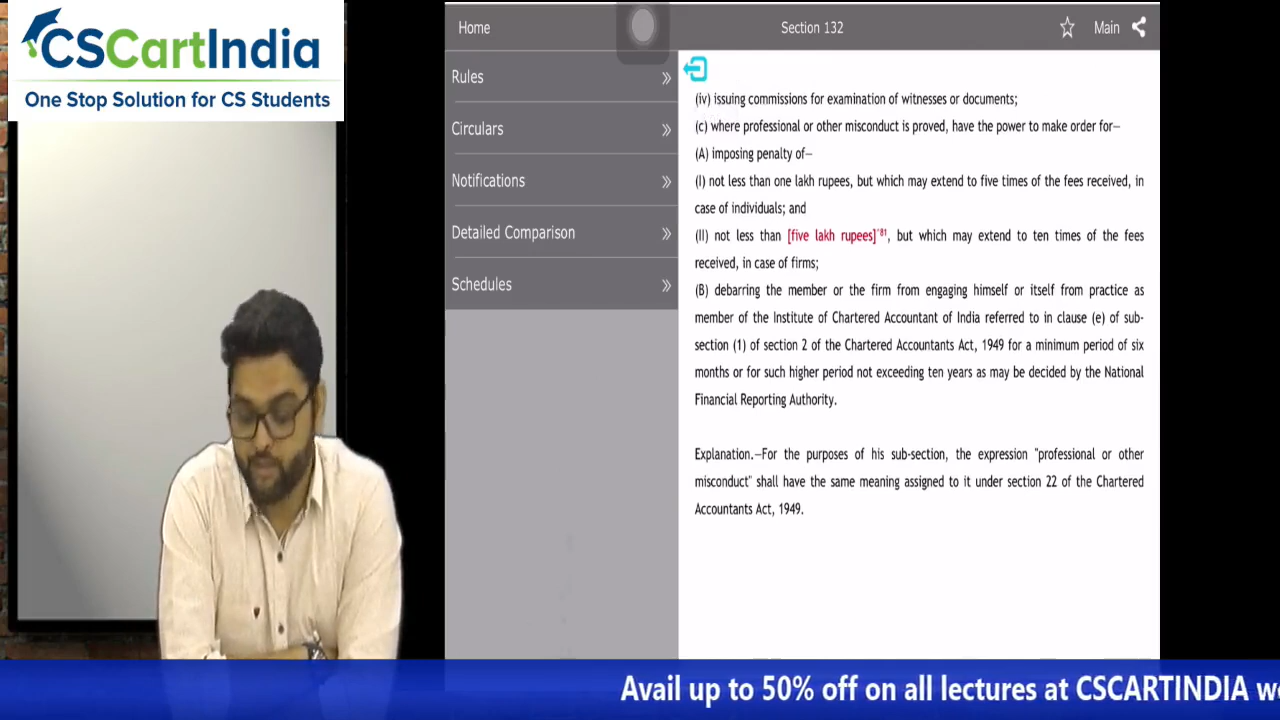 CSCartIndia
One Stop Solution for CS Students
Home
Section 132
Main
Rules
Circulars
Notifications
Detailed Comparison
Schedules
(iv) issuing commissions for examination of witnesses or documents;
(c) where professional or other misconduct is proved, have the power to make order for—
(A) imposing penalty of—
(I) not less than one lakh rupees, but which may extend to five times of the fees received, in
case of individuals; and
(II) not less than [five lakh rupees]*81, but which may extend to ten times of the fees
received, in case of firms;
(B) debarring the member or the firm from engaging himself or itself from practice as
member of the Institute of Chartered Accountant of India referred to in clause (e) of sub-
section (1) of section 2 of the Chartered Accountants Act, 1949 for a minimum period of six
months or for such higher period not exceeding ten years as may be decided by the National
Financial Reporting Authority.
Explanation.—For the purposes of his sub-section, the expression "professional or other
misconduct" shall have the same meaning assigned to it under section 22 of the Chartered
Accountants Act, 1949.
Avail up to 50% off on all lectures at CSCARTINDIA we